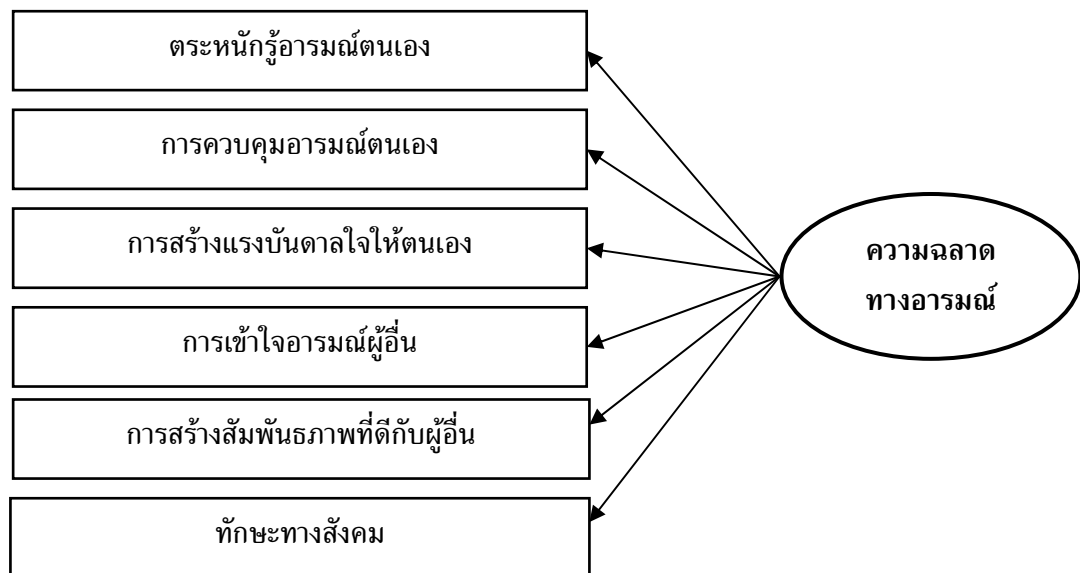 ตระหนักรู้อารมณ์ตนเอง
การควบคุมอารมณ์ตนเอง
การสร้างแรงบันดาลใจให้ตนเอง
การเข้าใจอารมณ์ผู้อื่น
การสร้างสัมพันธภาพที่ดีกับผู้อื่น
ทักษะทางสังคม
ความฉลาด
ทางอารมณ์